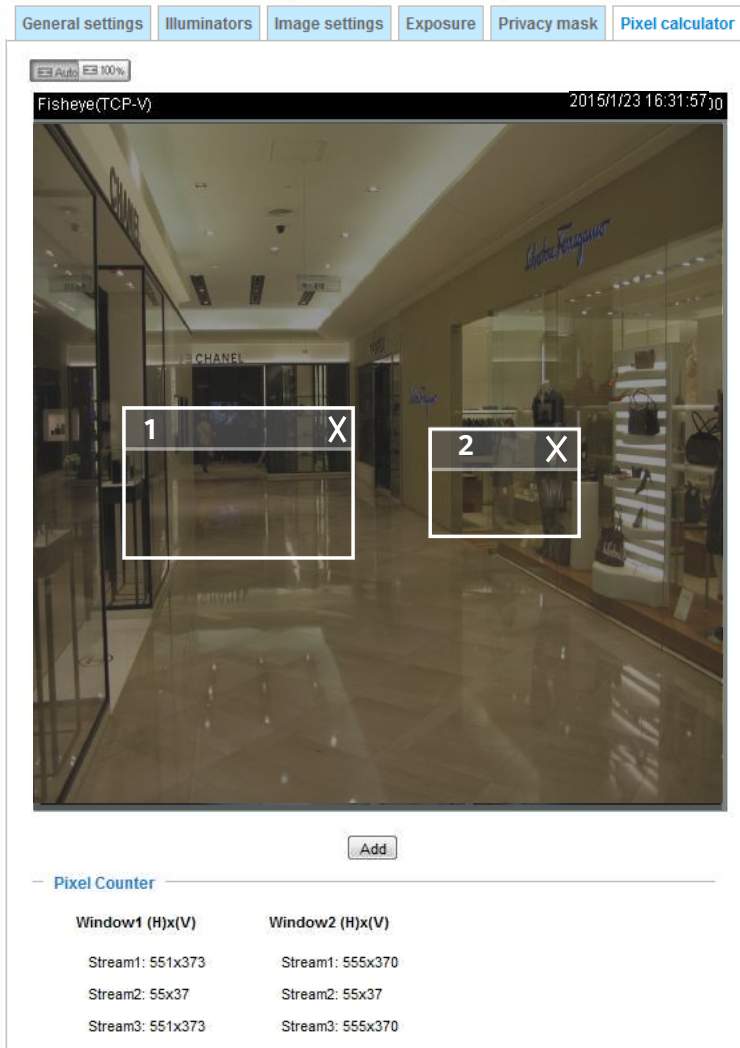 General settings Illuminators Image settings Exposure Privacy mask Pixel calculator
Auto 100%
Fisheye(TCP-V) 2015/1/23 16:31:57
CHANEL
Salvatore Ferragamo
CHANEL
1 X
2 X
Add
Pixel Counter
Window1 (H)x(V) Window2 (H)x(V)
Stream1: 551x373 Stream1: 555x370
Stream2: 55x37 Stream2: 55x37
Stream3: 551x373 Stream3: 555x370